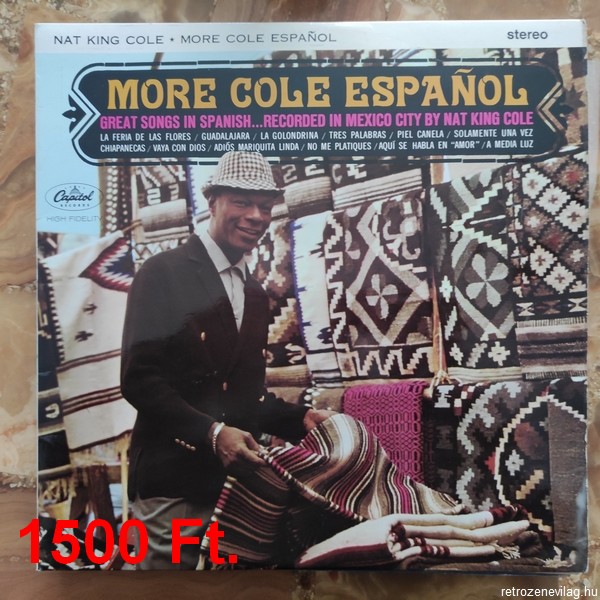 NAT KING COLE • MORE COLE ESPAÑOL
stereo
MORE COLE ESPAÑOL
GREAT SONGS IN SPANISH...RECORDED IN MEXICO CITY BY NAT KING COLE
LA FERIA DE LAS FLORES / GUADALAJARA / LA GOLONDRINA / TRES PALABRAS / PIEL CANELA / SOLAMENTE UNA VEZ
CHIAPANECAS / VAYA CON DIOS / ADIÓS MARIQUITA LINDA / NO ME PLATIQUES / AQUÍ SE HABLA EN "AMOR" / A MEDIA LUZ
Capitol
RECORDS
HIGH FIDELITY
1500 Ft.
retrozenevilag.hu